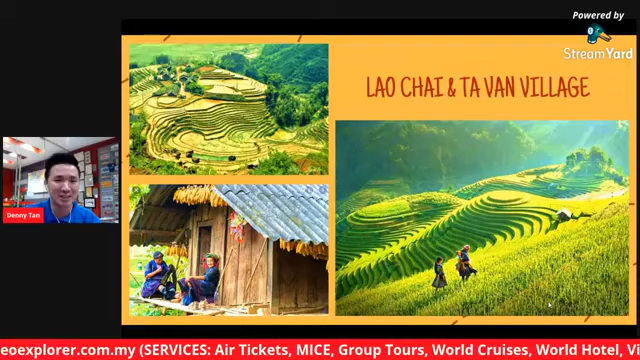 Powered by
StreamYard
LAO CHAI & TA VAN VILLAGE
Denny Tan
eoexplorer.com.my (SERVICES: Air Tickets, MICE, Group Tours, World Cruises, World Hotel, Vi